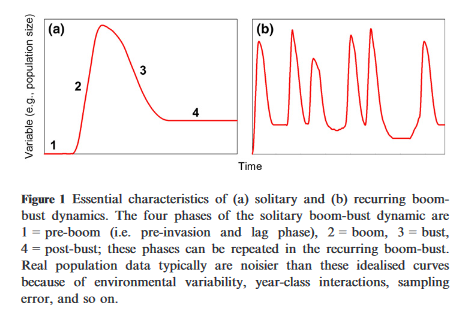 (a)
(b)
Variable (e.g., population size)
1
2
3
4
Time
Figure 1 Essential characteristics of (a) solitary and (b) recurring boom-
bust dynamics. The four phases of the solitary boom-bust dynamic are
1 = pre-boom (i.e. pre-invasion and lag phase), 2 = boom, 3 = bust,
4 = post-bust; these phases can be repeated in the recurring boom-bust.
Real population data typically are noisier than these idealised curves
because of environmental variability, year-class interactions, sampling
error, and so on.